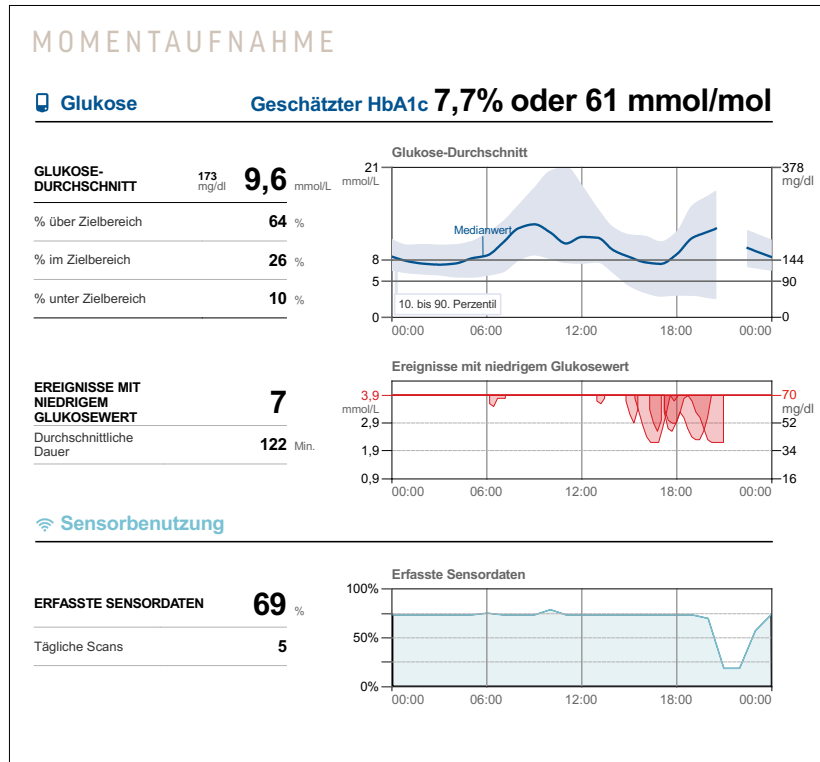 MOMENTAUFNAHME
Glukose
Geschätzter HbA1c 7,7% oder 61 mmol/mol
GLUKOSE-
DURCHSCHNITT
173
mg/dl
9,6 mmol/L
% über Zielbereich 64 %
% im Zielbereich 26 %
% unter Zielbereich 10 %
Glukose-Durchschnitt
21
mmol/L
8
5
0
378
mg/dl
144
90
0
Medianwert
10. bis 90. Perzentil
00:00 06:00 12:00 18:00 00:00
EREIGNISSE MIT
NIEDRIGEM
GLUKOSEWERT
7
Durchschnittliche
Dauer
122 Min.
Ereignisse mit niedrigem Glukosewert
3,9
mmol/L
2,9
1,9
0,9
70
mg/dl
52
34
16
00:00 06:00 12:00 18:00 00:00
Sensorbenutzung
ERFASSTE SENSORDATEN 69 %
Tägliche Scans 5
Erfasste Sensordaten
100%
50%
0%
00:00 06:00 12:00 18:00 00:00